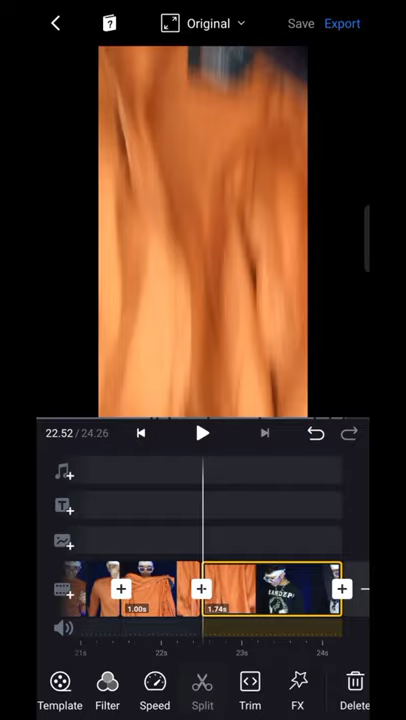 Original
Save
Export
22.52 / 24.26
1.00s
1.74s
21s
22s
23s
24s
Template
Filter
Speed
Split
Trim
FX
Delete